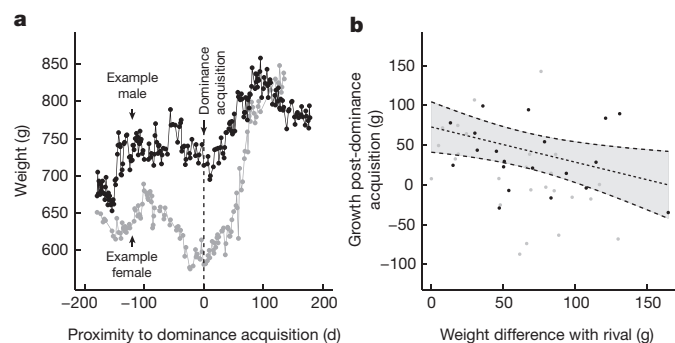 a
850
800
750
700
650
600
Weight (g)
Example
male
Dominance
acquisition
Example
female
−200
−100
0
100
200
Proximity to dominance acquisition (d)
b
150
100
50
0
−50
−100
Growth post-dominance
acquisition (g)
0
50
100
150
Weight difference with rival (g)